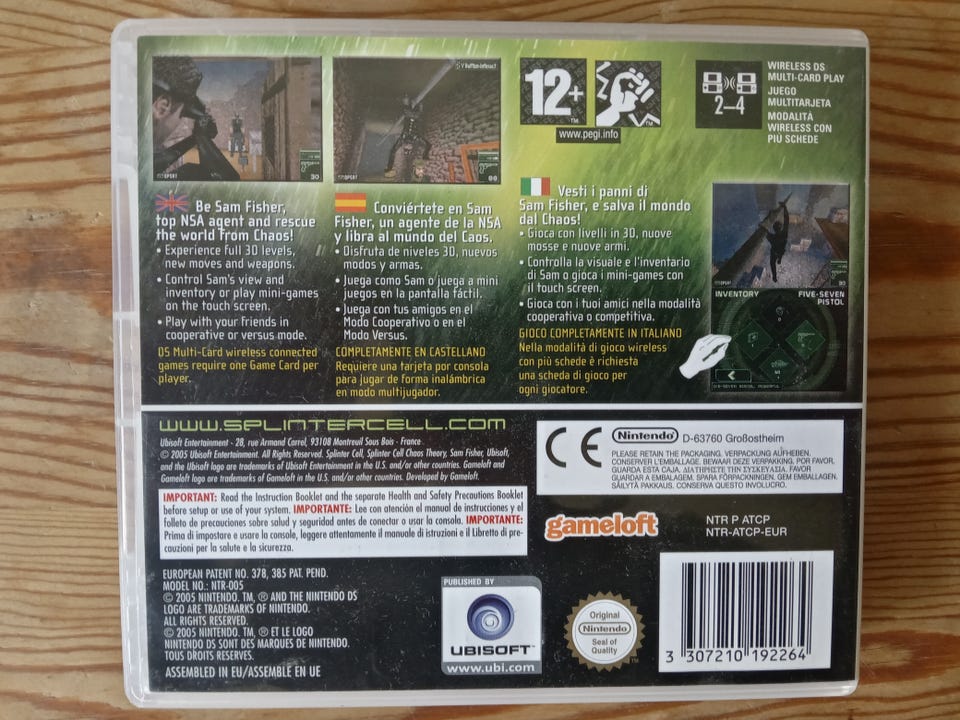 12+
www.pegi.info
2-4
WIRELESS DS
MULTI-CARD PLAY
JUEGO
MULTITARJETA
MODALITÀ
WIRELESS CON
PIÙ SCHEDE
30
Be Sam Fisher,
top NSA agent and rescue
the world from Chaos!
• Experience full 3D levels,
new moves and weapons.
• Control Sam's view and
inventory or play mini-games
on the touch screen.
• Play with your friends in
cooperative or versus mode.
DS Multi-Card wireless connected
games require one Game Card per
player.
Conviértete en Sam
Fisher, un agente de la NSA
y libra al mundo del Caos.
• Disfruta de niveles 3D, nuevos
modos y armas.
• Juega como Sam o juega a mini
juegos en la pantalla fáctil.
• Juega con tus amigos en el
Modo Cooperativo o en el
Modo Versus.
COMPLETAMENTE EN CASTELLANO
Requiere una tarjeta por consola
para jugar de forma inalámbrica
en modo multijugador.
Vesti i panni di
Sam Fisher, e salva il mondo
dal Chaos!
• Gioca con livelli in 3D, nuove
mosse e nuove armi.
• Controlla la visuale e l'inventario
di Sam o gioca i mini-games con
il touch screen.
• Gioca con i tuoi amici nella modalità
cooperativa o competitiva.
GIOCO COMPLETAMENTE IN ITALIANO
Nella modalità di gioco wireless
con più schede è richiesta
una scheda di gioco per
ogni giocatore.
INVENTORY
FIVE-SEVEN
PISTOL
www.splintercell.com
Ubisoft Entertainment - 28, rue Armand Carrel, 93108 Montreuil Sous Bois - France
© 2005 Ubisoft Entertainment. All Rights Reserved. Splinter Cell, Splinter Cell Chaos Theory, Sam Fisher, Ubisoft,
and the Ubisoft logo are trademarks of Ubisoft Entertainment in the U.S. and/or other countries. Gameloft and
Gameloft logo are trademarks of Gameloft in the U.S. and/or other countries. Developed by Gameloft.
IMPORTANT: Read the Instruction Booklet and the separate Health and Safety Precautions Booklet
before setup or use of your system. IMPORTANTE: Lee con atención el manual de instrucciones y el
folleto de precauciones sobre salud y seguridad antes de conectar o usar la consola. IMPORTANTE:
Prima di impostare e usare la console, leggere attentamente il manuale di istruzioni e il Libretto di pre-
cauzioni per la salute e la sicurezza.
CE
Nintendo D-63760 Großostheim
PLEASE RETAIN THE PACKAGING. VERPACKUNG AUFHEBEN.
CONSERVER L'EMBALLAGE. BEWAAR DEZE VERPAKKING. POR FAVOR,
GUARDA ESTA CAJA. ΔΙΑΤΗΡΗΣΤΕ ΤΗΝ ΣΥΣΚΕΥΑΣΙΑ. FAVOR
GUARDAR A EMBALAGEM. SPARA FÖRPACKNINGEN. GEM EMBALLAGEN.
SÄILYTÄ PAKKAUS. CONSERVA QUESTO INVOLUCRO.
gameloft
NTR P ATCP
NTR-ATCP-EUR
EUROPEAN PATENT NO. 378, 385 PAT. PEND.
MODEL NO.: NTR-005
© 2005 NINTENDO. TM, ® AND THE NINTENDO DS
LOGO ARE TRADEMARKS OF NINTENDO.
ALL RIGHTS RESERVED.
© 2005 NINTENDO. TM, ® ET LE LOGO
NINTENDO DS SONT DES MARQUES DE NINTENDO.
TOUS DROITS RESERVES.
ASSEMBLED IN EU/ASSEMBLÉ EN UE
PUBLISHED BY
UBISOFT™
www.ubi.com
Original
Nintendo
Seal of
Quality
TM
3 307210 192264